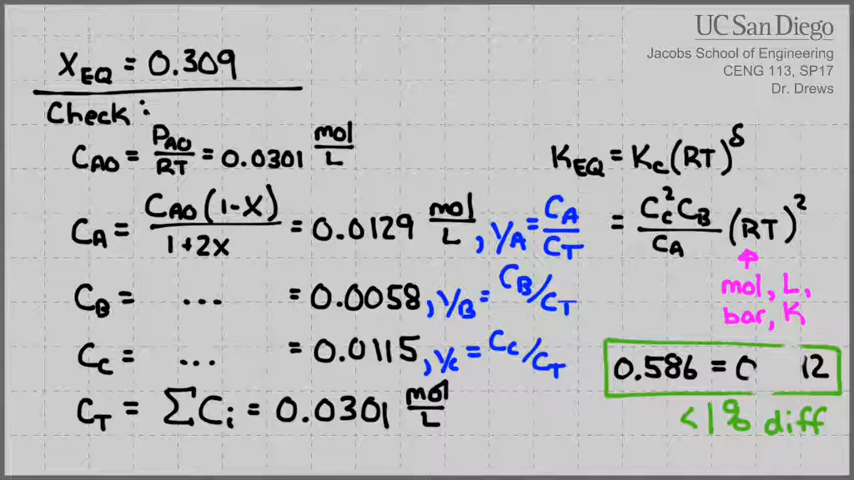 UC San Diego
Jacobs School of Engineering
CENG 113, SP17
Dr. Drews
X_EQ = 0.309
Check:
C_A0 = P_A0/RT = 0.0301 mol/L
C_A = C_A0(1-X)/(1+2X) = 0.0129 mol/L, y_A = C_A/C_T
C_B = ... = 0.0058, y_B = C_B/C_T
C_C = ... = 0.0115, y_C = C_C/C_T
C_T = ΣC_i = 0.0301 mol/L
K_EQ = K_C(RT)^δ
= C_C^2 C_B/C_A (RT)^2
mol, L,
bar, K
0.586 = 0 12
<1% diff